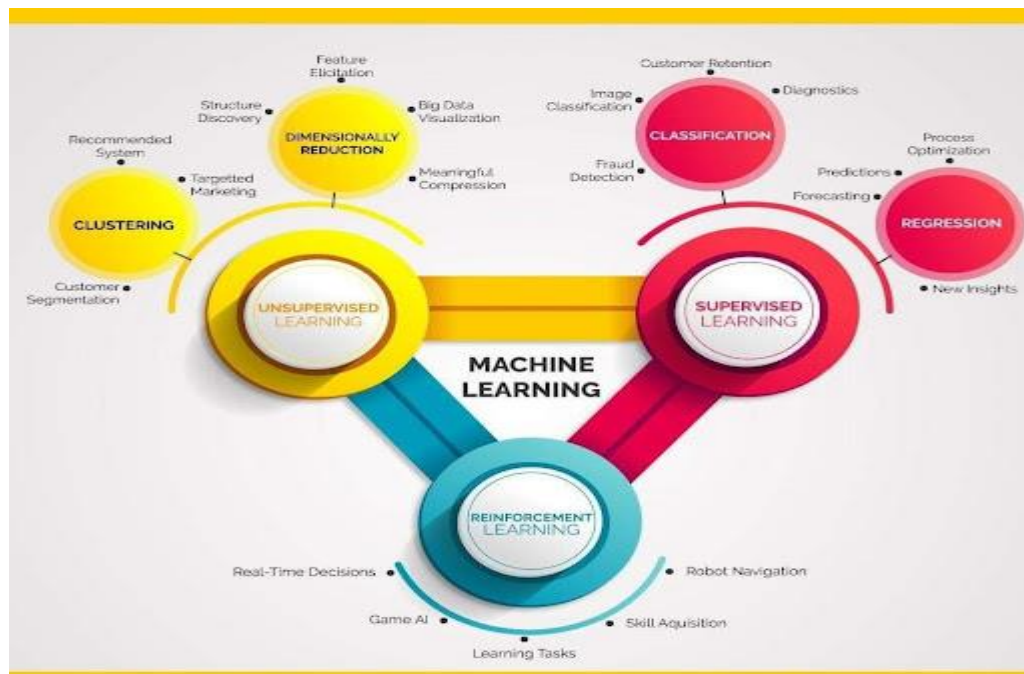 Feature
Elicitation
Structure
Discovery
Big Data
Visualization
DIMENSIONALLY
REDUCTION
Meaningful
Compression
Recommended
System
Targetted
Marketing
CLUSTERING
Customer
Segmentation
UNSUPERVISED
LEARNING
Customer Retention
Image
Classification
Diagnostics
CLASSIFICATION
Fraud
Detection
Process
Optimization
Predictions
Forecasting
REGRESSION
New Insights
SUPERVISED
LEARNING
MACHINE
LEARNING
REINFORCEMENT
LEARNING
Real-Time Decisions
Robot Navigation
Game AI
Skill Aquisition
Learning Tasks